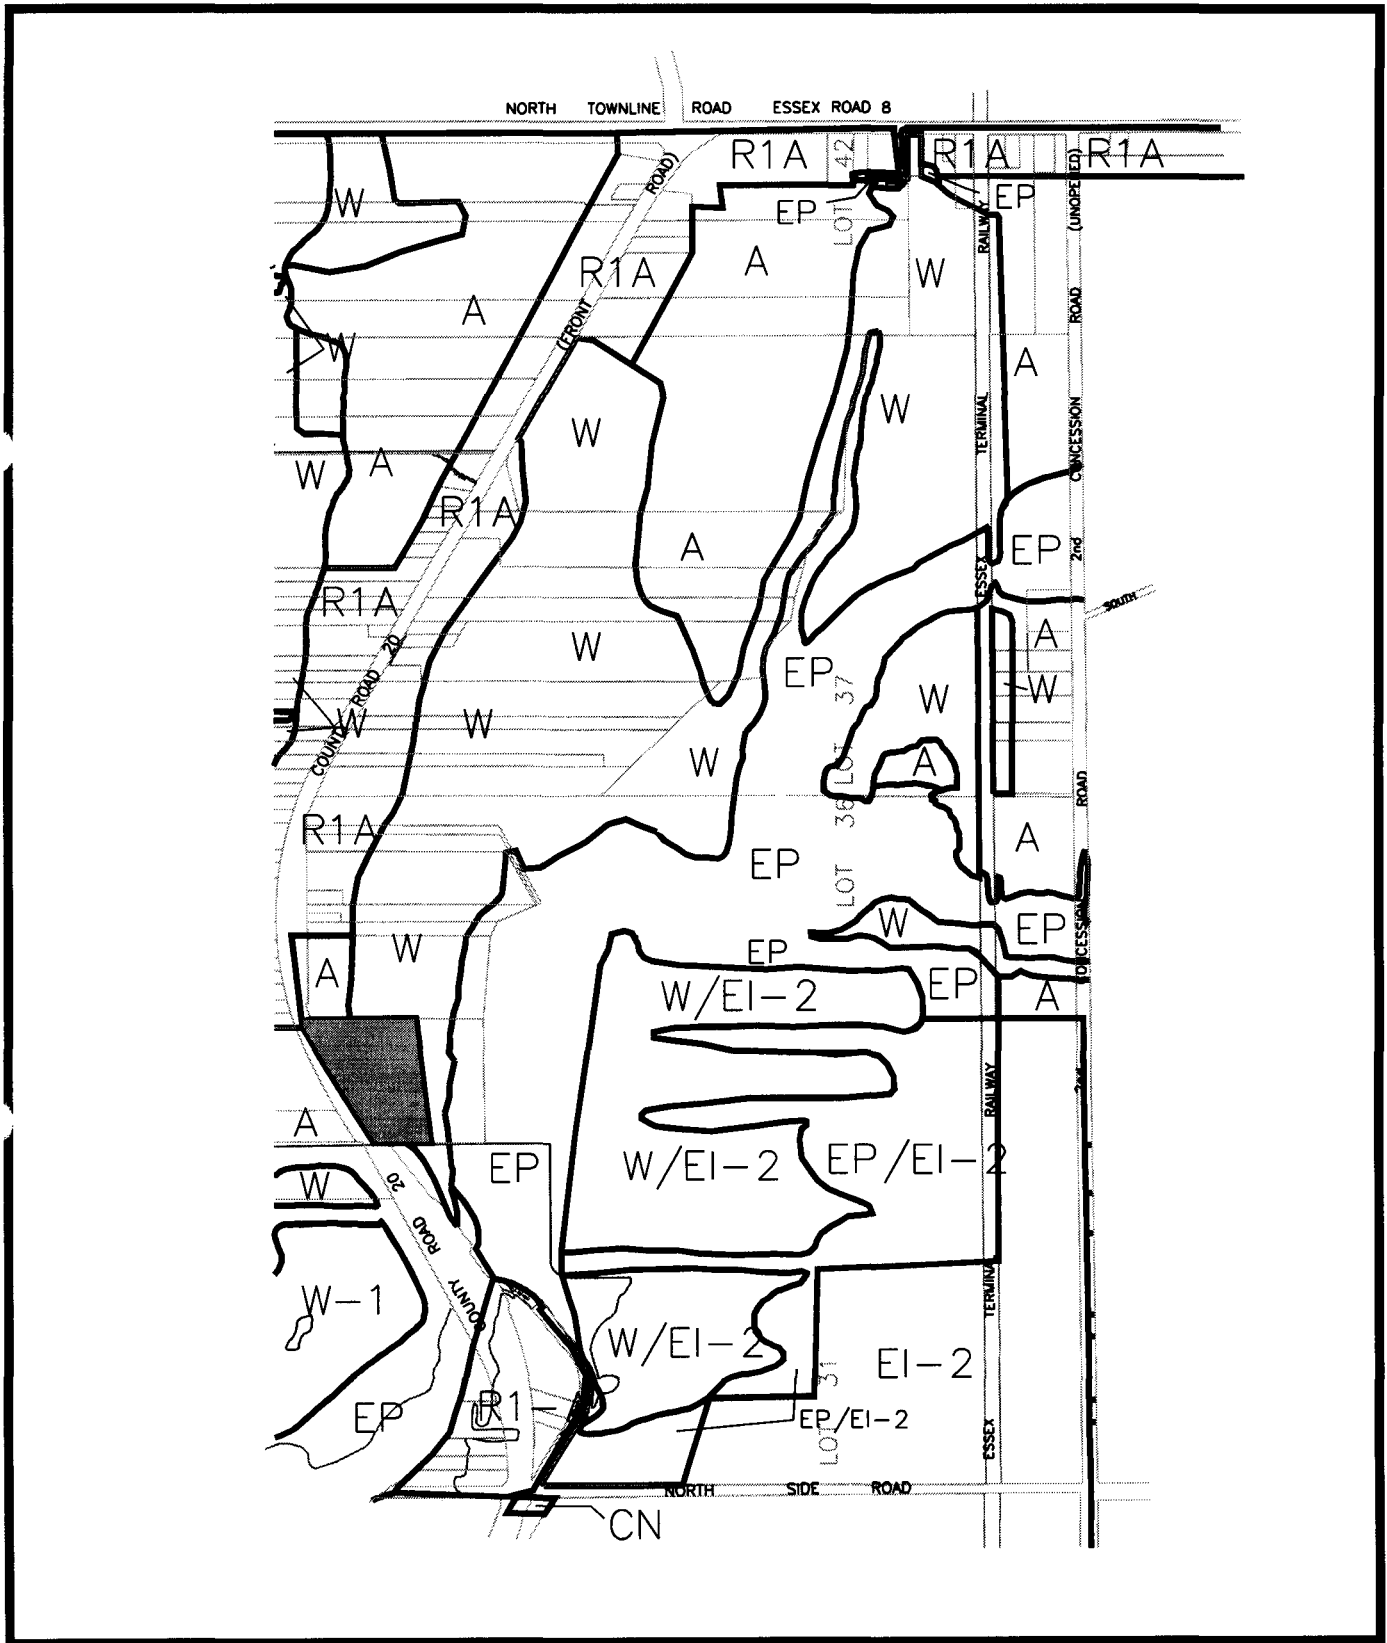 NORTH TOWNLINE ROAD ESSEX ROAD 8
R1A
LOT 42
R1A
R1A
W
EP
EP
(FRONT ROAD)
RAILWAY
(UNOPENED)
R1A
A
W
A
ROAD
W
A
W
W
TERMINAL
CONCESSION
W
A
R1A
A
EP
2nd
ESSEX
R1A
SOUTH
W
A
COUNTY ROAD 20
EP
LOT 37
W
W
W
W
W
A
ROAD
LOT 36
R1A
A
EP
W
EP
W
EP
CONCESSION
A
W/EI-2
EP
A
2nd
RAILWAY
A
EP
W/EI-2
EP/EI-2
W
COUNTY ROAD 20
W-1
TERMINAL
W/EI-2
EI-2
LOT 31
EP
R1-
EP/EI-2
ESSEX
NORTH SIDE ROAD
CN